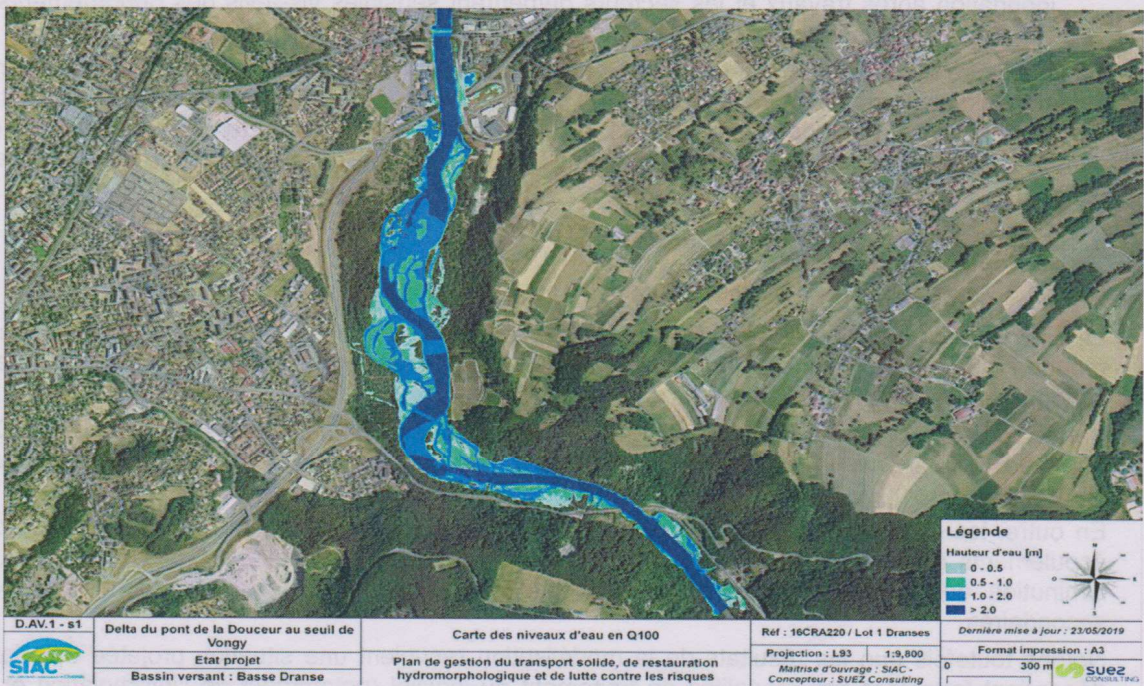 Légende
Hauteur d'eau [m]
0 - 0.5
0.5 - 1.0
1.0 - 2.0
> 2.0
N
O
E
S
D.AV.1 - s1
SIAC
Delta du pont de la Douceur au seuil de
Vongy
Etat projet
Bassin versant : Basse Dranse
Carte des niveaux d'eau en Q100
Plan de gestion du transport solide, de restauration
hydromorphologique et de lutte contre les risques
Réf : 16CRA220 / Lot 1 Dranses
Projection : L93
1:9,800
Maîtrise d'ouvrage : SIAC -
Concepteur : SUEZ Consulting
Dernière mise à jour : 23/05/2019
Format impression : A3
0
300 m
suez
CONSULTING